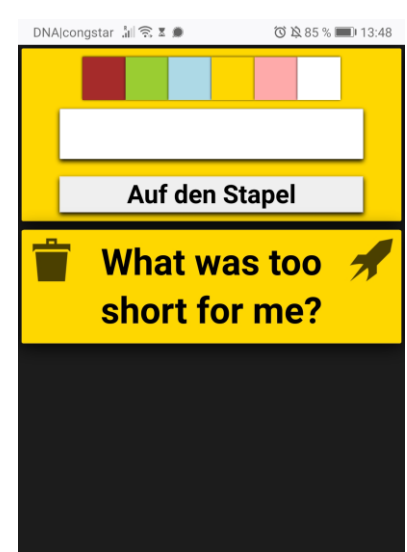 DNA|congstar 85 % 13:48
Auf den Stapel
What was too
short for me?